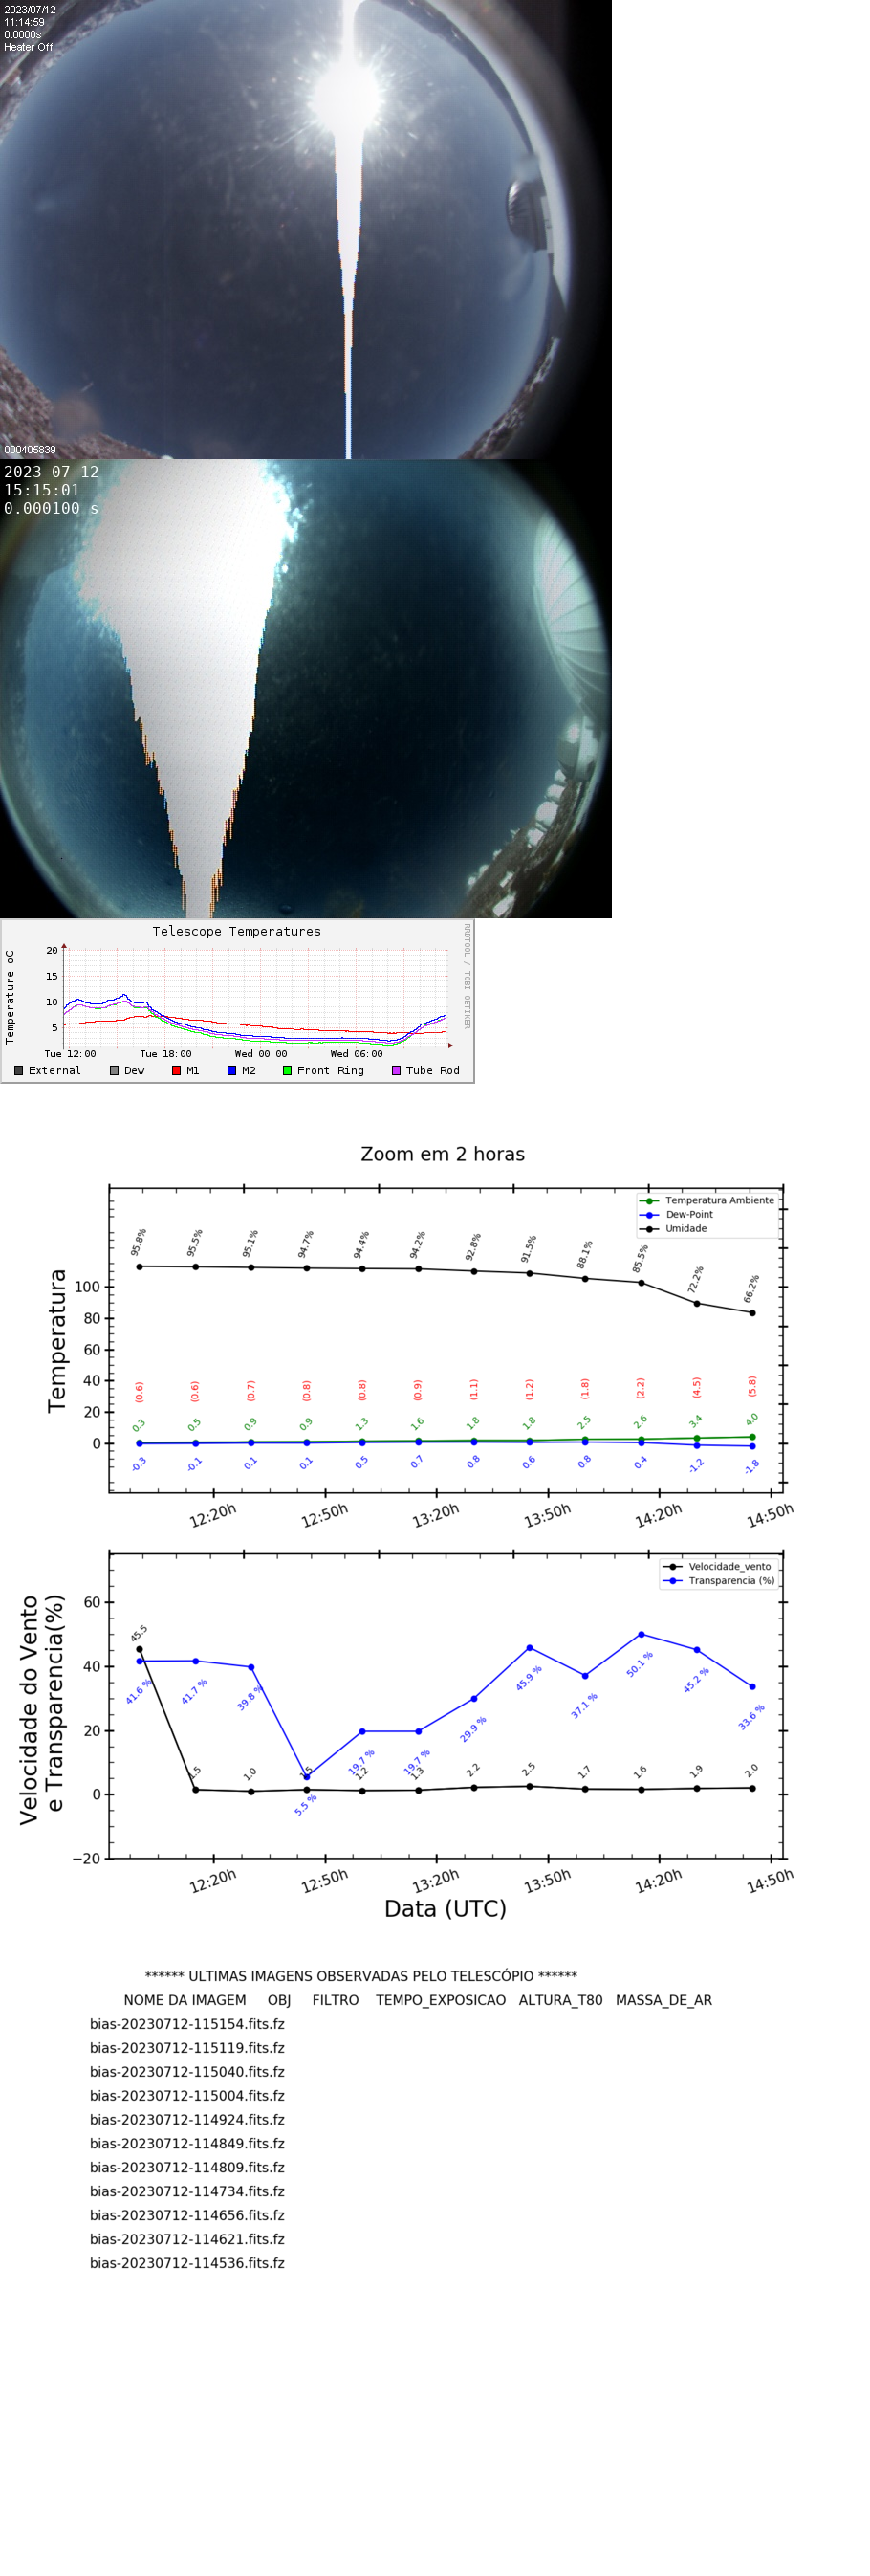 2023/07/12
11:14:59
0.0000s
Heater Off
000405839
2023-07-12
15:15:01
0.000100 s
Telescope Temperatures
RRDTOOL / TOBI OETIKER
Temperature oC
20
15
10
5
Tue 12:00 Tue 18:00 Wed 00:00 Wed 06:00
External Dew M1 M2 Front Ring Tube Rod
Zoom em 2 horas
Temperatura Ambiente
Dew-Point
Umidade
95.8% 95.5% 95.1% 94.7% 94.4% 94.2% 92.8% 91.5% 88.1% 85.5% 72.2% 66.2%
Temperatura
100
80
60
40
20
0
(0.6) (0.6) (0.7) (0.8) (0.8) (0.9) (1.1) (1.2) (1.8) (2.2) (4.5) (5.8)
0.3 0.5 0.9 0.9 1.3 1.6 1.8 1.8 2.5 2.6 3.4 4.0
-0.3 -0.1 0.1 0.1 0.5 0.7 0.8 0.6 0.8 0.4 -1.2 -1.8
12:20h 12:50h 13:20h 13:50h 14:20h 14:50h
Velocidade_vento
Transparencia (%)
Velocidade do Vento
e Transparencia(%)
60
40
20
0
−20
45.5 1.5 1.0 1.5 1.2 1.3 2.2 2.5 1.7 1.6 1.9 2.0
41.6 % 41.7 % 39.8 % 5.5 % 19.7 % 19.7 % 29.9 % 45.9 % 37.1 % 50.1 % 45.2 % 33.6 %
12:20h 12:50h 13:20h 13:50h 14:20h 14:50h
Data (UTC)
****** ULTIMAS IMAGENS OBSERVADAS PELO TELESCÓPIO ******
NOME DA IMAGEM OBJ FILTRO TEMPO_EXPOSICAO ALTURA_T80 MASSA_DE_AR
bias-20230712-115154.fits.fz
bias-20230712-115119.fits.fz
bias-20230712-115040.fits.fz
bias-20230712-115004.fits.fz
bias-20230712-114924.fits.fz
bias-20230712-114849.fits.fz
bias-20230712-114809.fits.fz
bias-20230712-114734.fits.fz
bias-20230712-114656.fits.fz
bias-20230712-114621.fits.fz
bias-20230712-114536.fits.fz